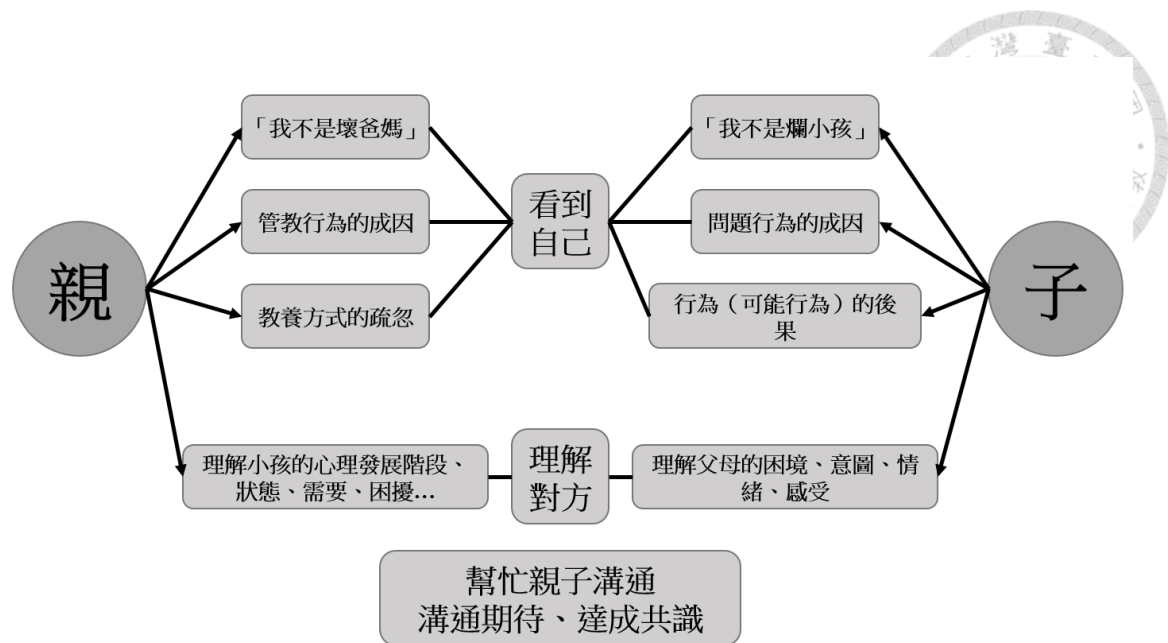 灣臺
「我不是壞爸媽」
「我不是爛小孩」
看到
自己
管教行為的成因
問題行為的成因
親
子
教養方式的疏忽
行為（可能行為）的後
果
理解
對方
理解小孩的心理發展階段、
狀態、需要、困擾...
理解父母的困境、意圖、情
緒、感受
幫忙親子溝通
溝通期待、達成共識